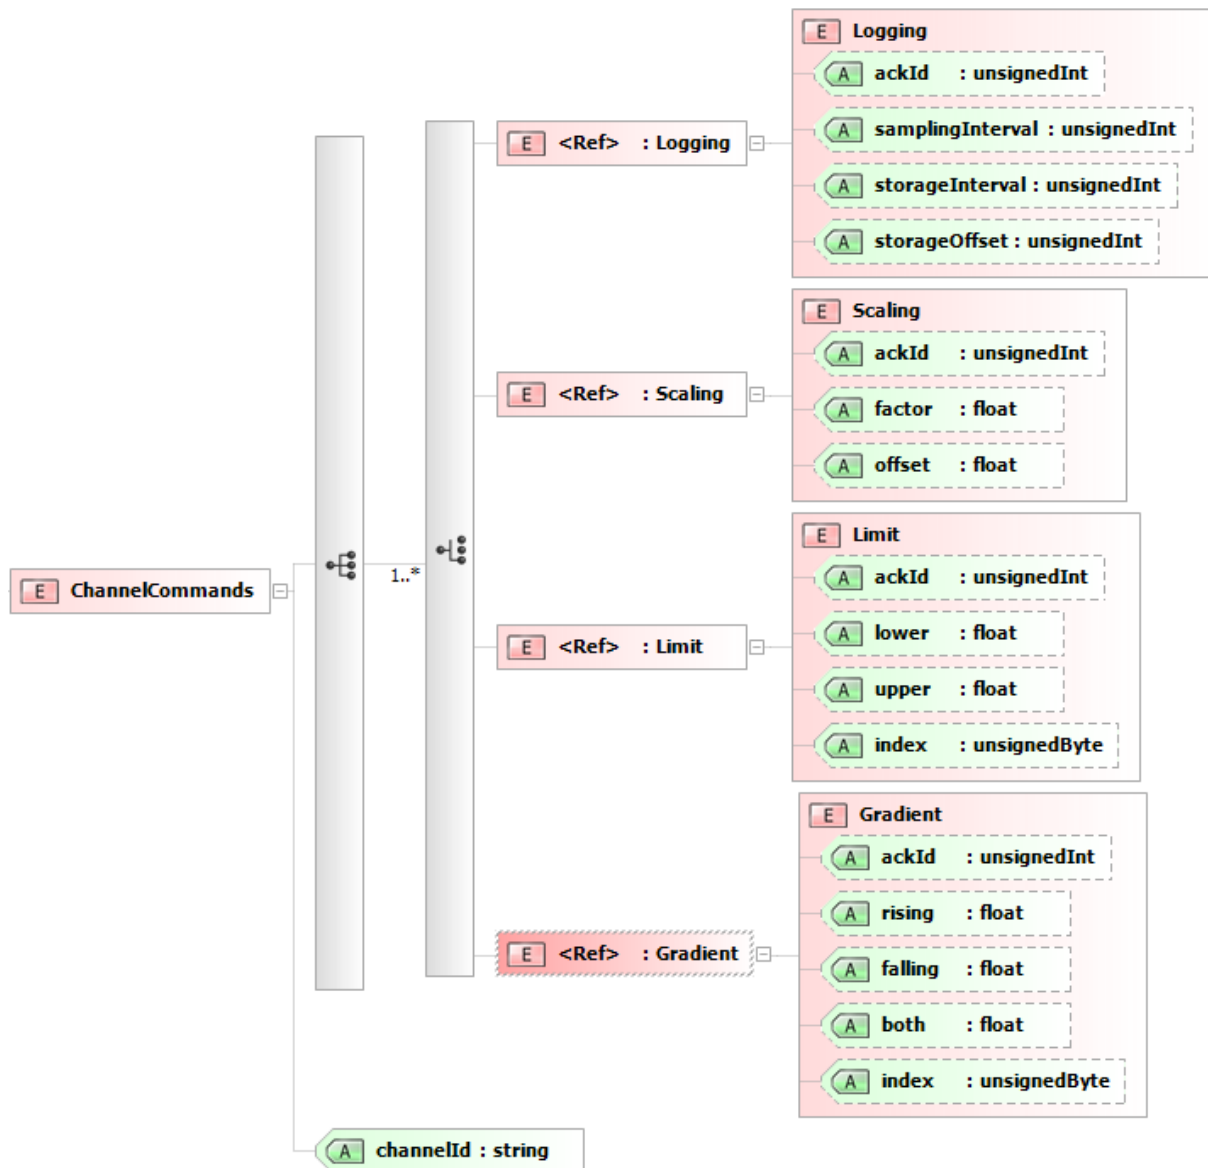 E ChannelCommands
1..*
E <Ref> : Logging
E Logging
A ackId : unsignedInt
A samplingInterval : unsignedInt
A storageInterval : unsignedInt
A storageOffset : unsignedInt
E <Ref> : Scaling
E Scaling
A ackId : unsignedInt
A factor : float
A offset : float
E <Ref> : Limit
E Limit
A ackId : unsignedInt
A lower : float
A upper : float
A index : unsignedByte
E <Ref> : Gradient
E Gradient
A ackId : unsignedInt
A rising : float
A falling : float
A both : float
A index : unsignedByte
A channelId : string